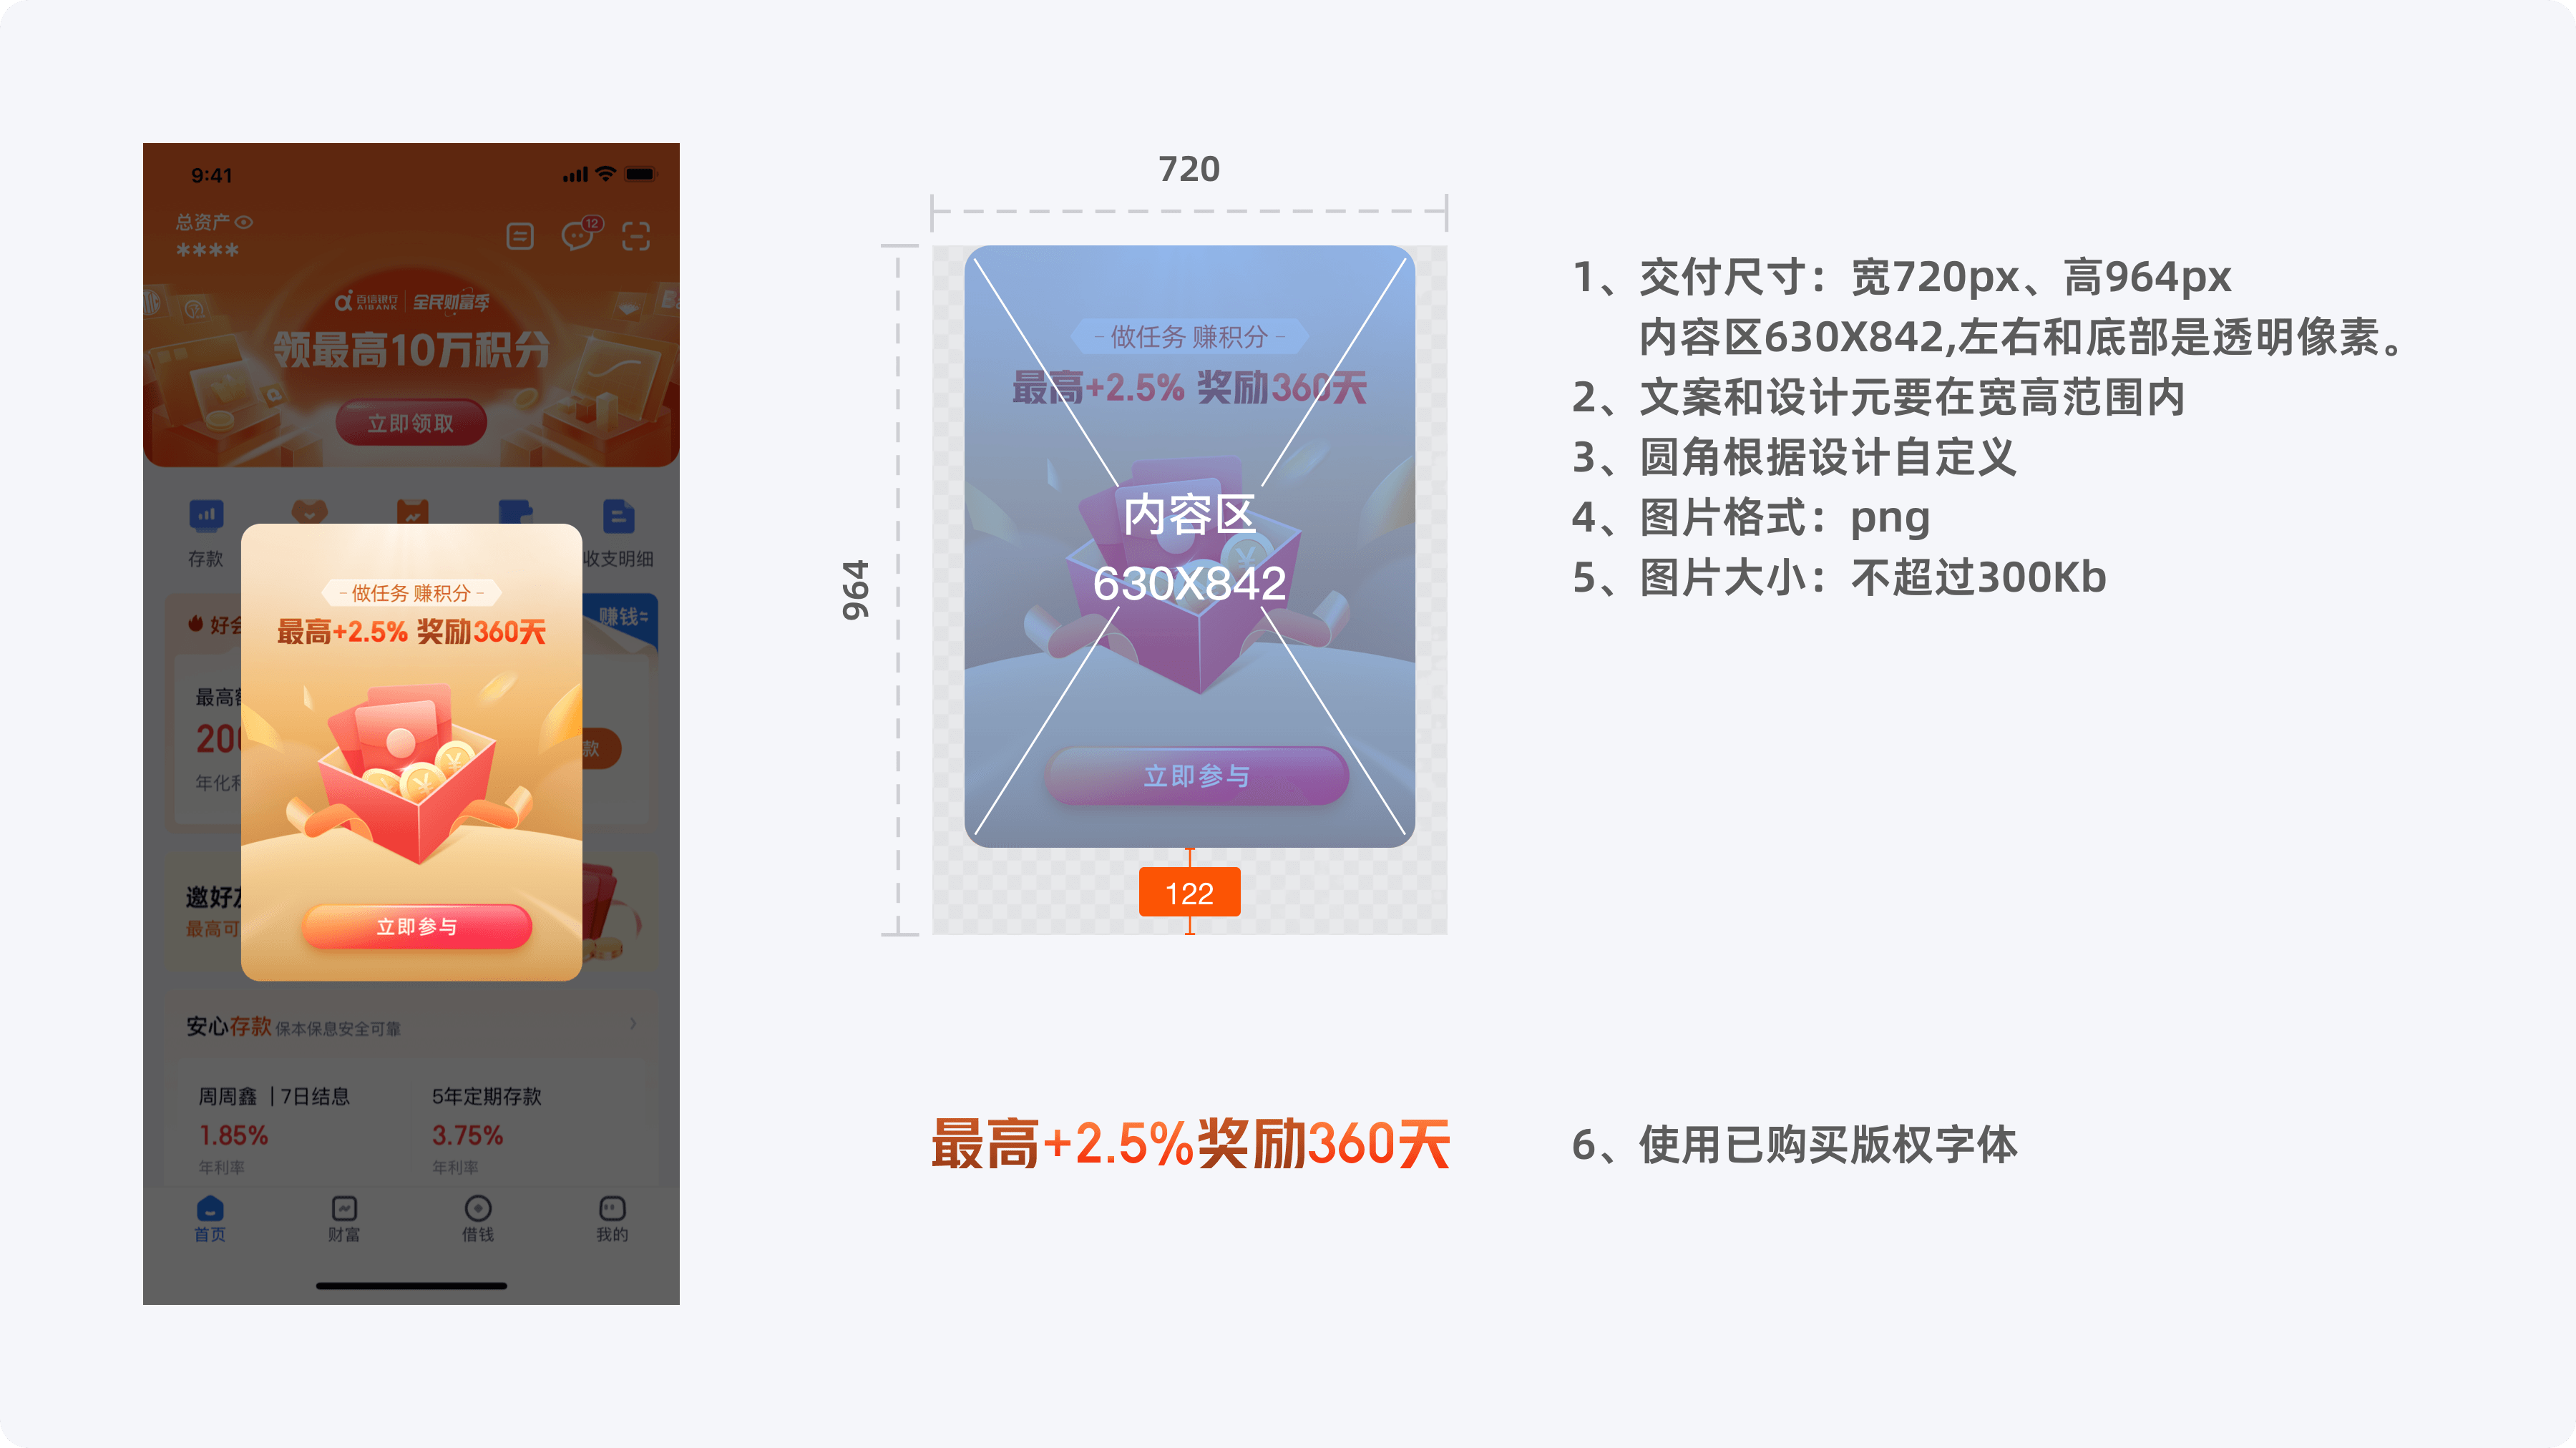 9:41
总资产
****
12
百信银行
AIBANK
全民财富季
领最高10万积分
立即领取
存款
收支明细
好会
赚钱
最高
200
年化利
款
做任务 赚积分
最高+2.5% 奖励360天
立即参与
邀好友
最高可
安心存款 保本保息安全可靠
周周鑫 | 7日结息
5年定期存款
1.85%
3.75%
年利率
年利率
首页
财富
借钱
我的
720
964
-做任务 赚积分-
最高+2.5% 奖励360天
内容区
630X842
立即参与
122
最高+2.5%奖励360天
1、交付尺寸：宽720px、高964px
内容区630X842,左右和底部是透明像素。
2、文案和设计元要在宽高范围内
3、圆角根据设计自定义
4、图片格式：png
5、图片大小：不超过300Kb
6、使用已购买版权字体